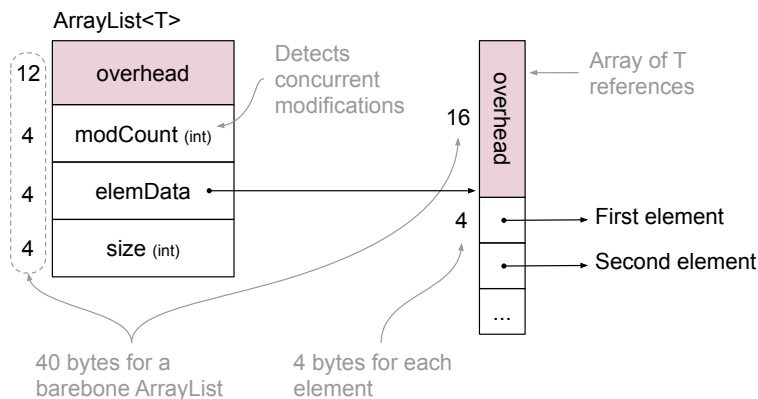 ArrayList<T>
12
overhead
4
modCount (int)
4
elemData
4
size (int)
Detects
concurrent
modifications
overhead
16
4
...
Array of T
references
First element
Second element
40 bytes for a
barebone ArrayList
4 bytes for each
element